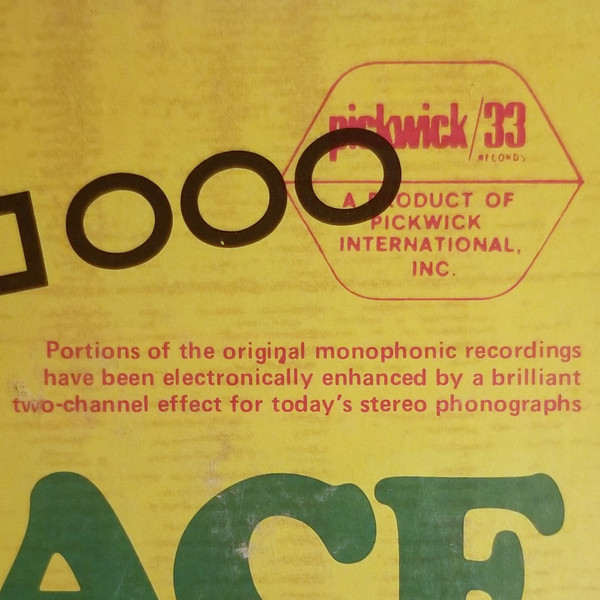 pickwick/33
RECORDS
OOO
A PRODUCT OF
PICKWICK
INTERNATIONAL,
INC.
Portions of the original monophonic recordings
have been electronically enhanced by a brilliant
two-channel effect for today's stereo phonographs
ACE